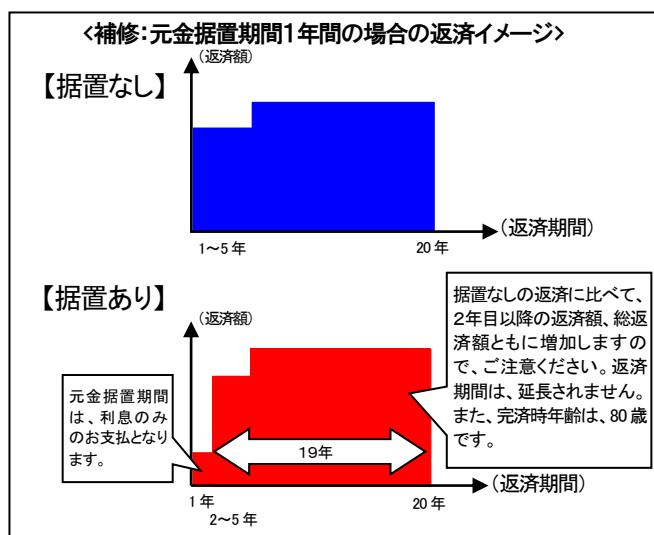 <補修:元金据置期間1年間の場合の返済イメージ>
(返済額)
【据置なし】
(返済期間)
1~5年
20年
【据置あり】
(返済額)
据置なしの返済に比べて、
2年目以降の返済額、総返
済額ともに増加しますの
で、ご注意ください。返済
期間は、延長されません。
また、完済時年齢は、80歳
です。
元金据置期間
は、利息のみ
のお支払となり
ます。
19年
(返済期間)
1年
20年
2~5年